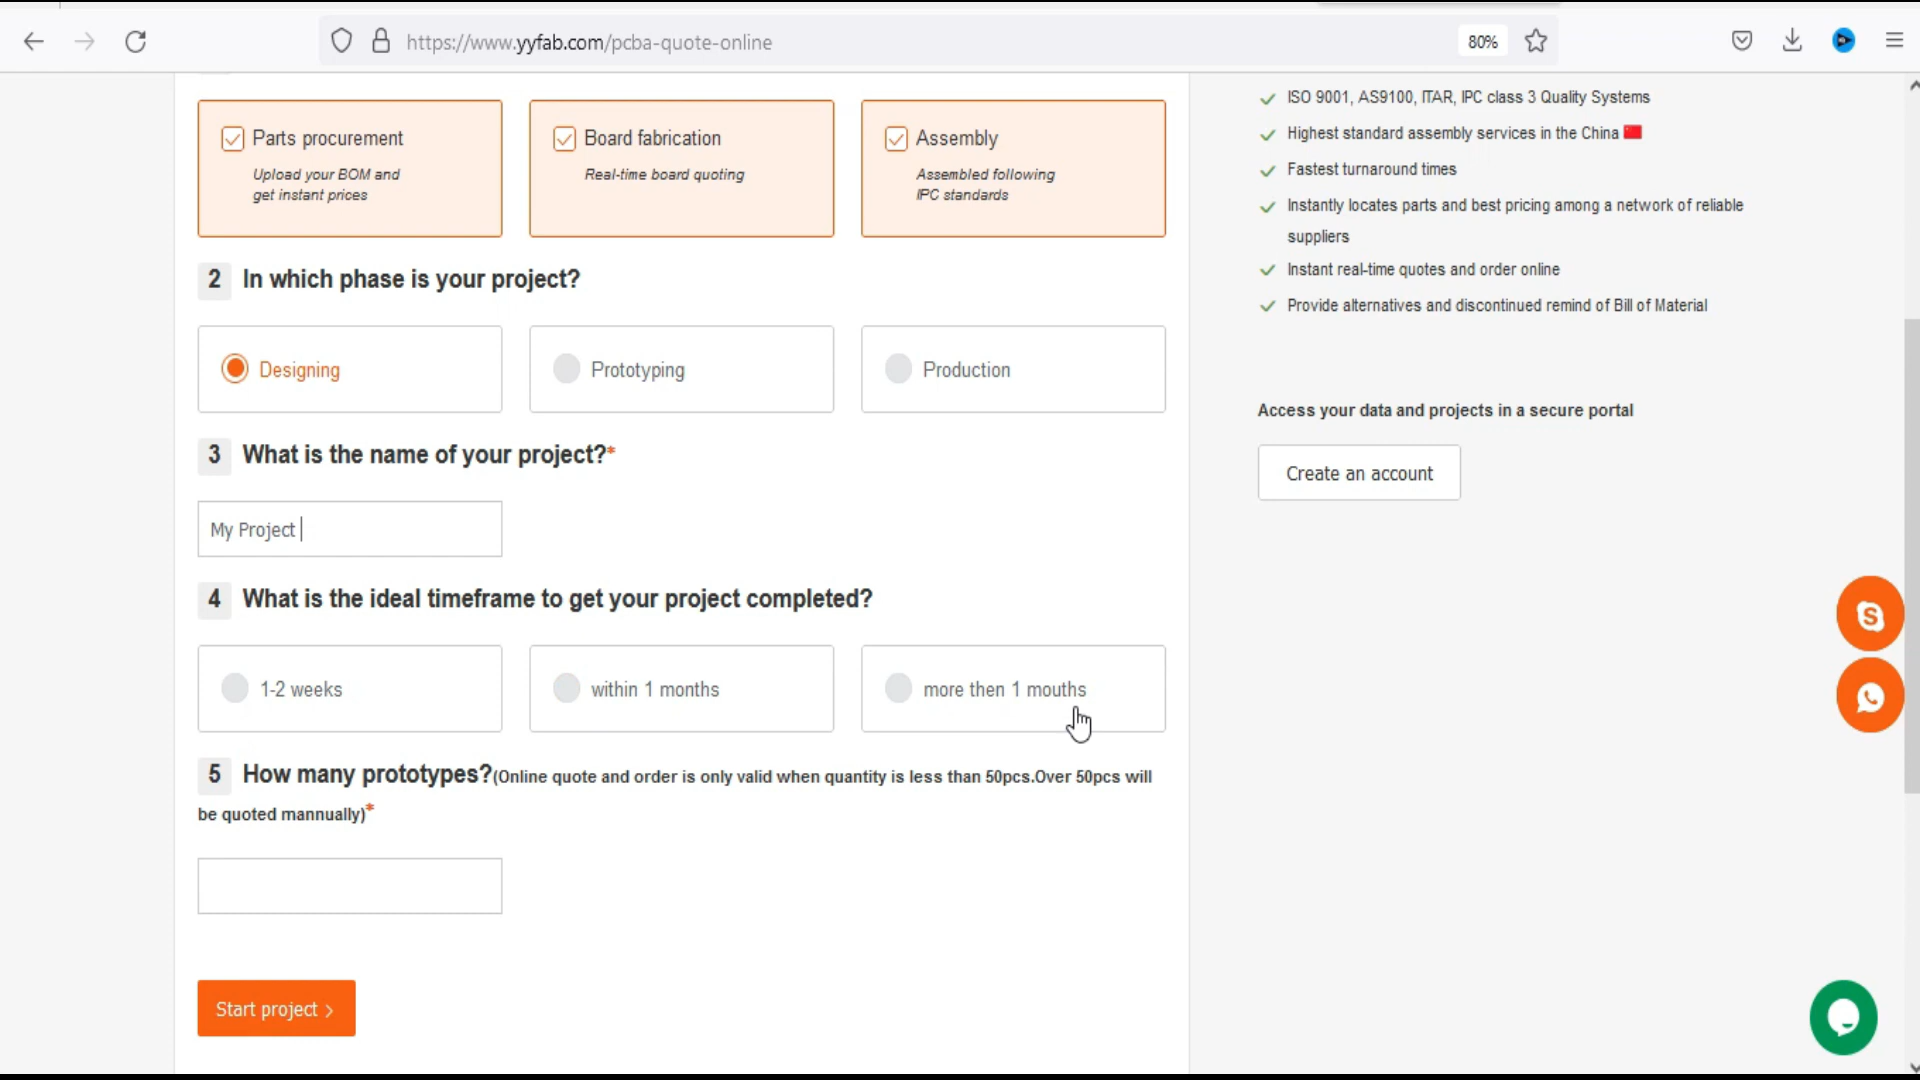 https://www.yyfab.com/pcba-quote-online
80%
Parts procurement
Upload your BOM and
get instant prices
Board fabrication
Real-time board quoting
Assembly
Assembled following
IPC standards
2 In which phase is your project?
Designing
Prototyping
Production
3 What is the name of your project?*
My Project
4 What is the ideal timeframe to get your project completed?
1-2 weeks
within 1 months
more then 1 mouths
5 How many prototypes?(Online quote and order is only valid when quantity is less than 50pcs.Over 50pcs will
be quoted mannually)*
Start project >
ISO 9001, AS9100, ITAR, IPC class 3 Quality Systems
Highest standard assembly services in the China
Fastest turnaround times
Instantly locates parts and best pricing among a network of reliable
suppliers
Instant real-time quotes and order online
Provide alternatives and discontinued remind of Bill of Material
Access your data and projects in a secure portal
Create an account